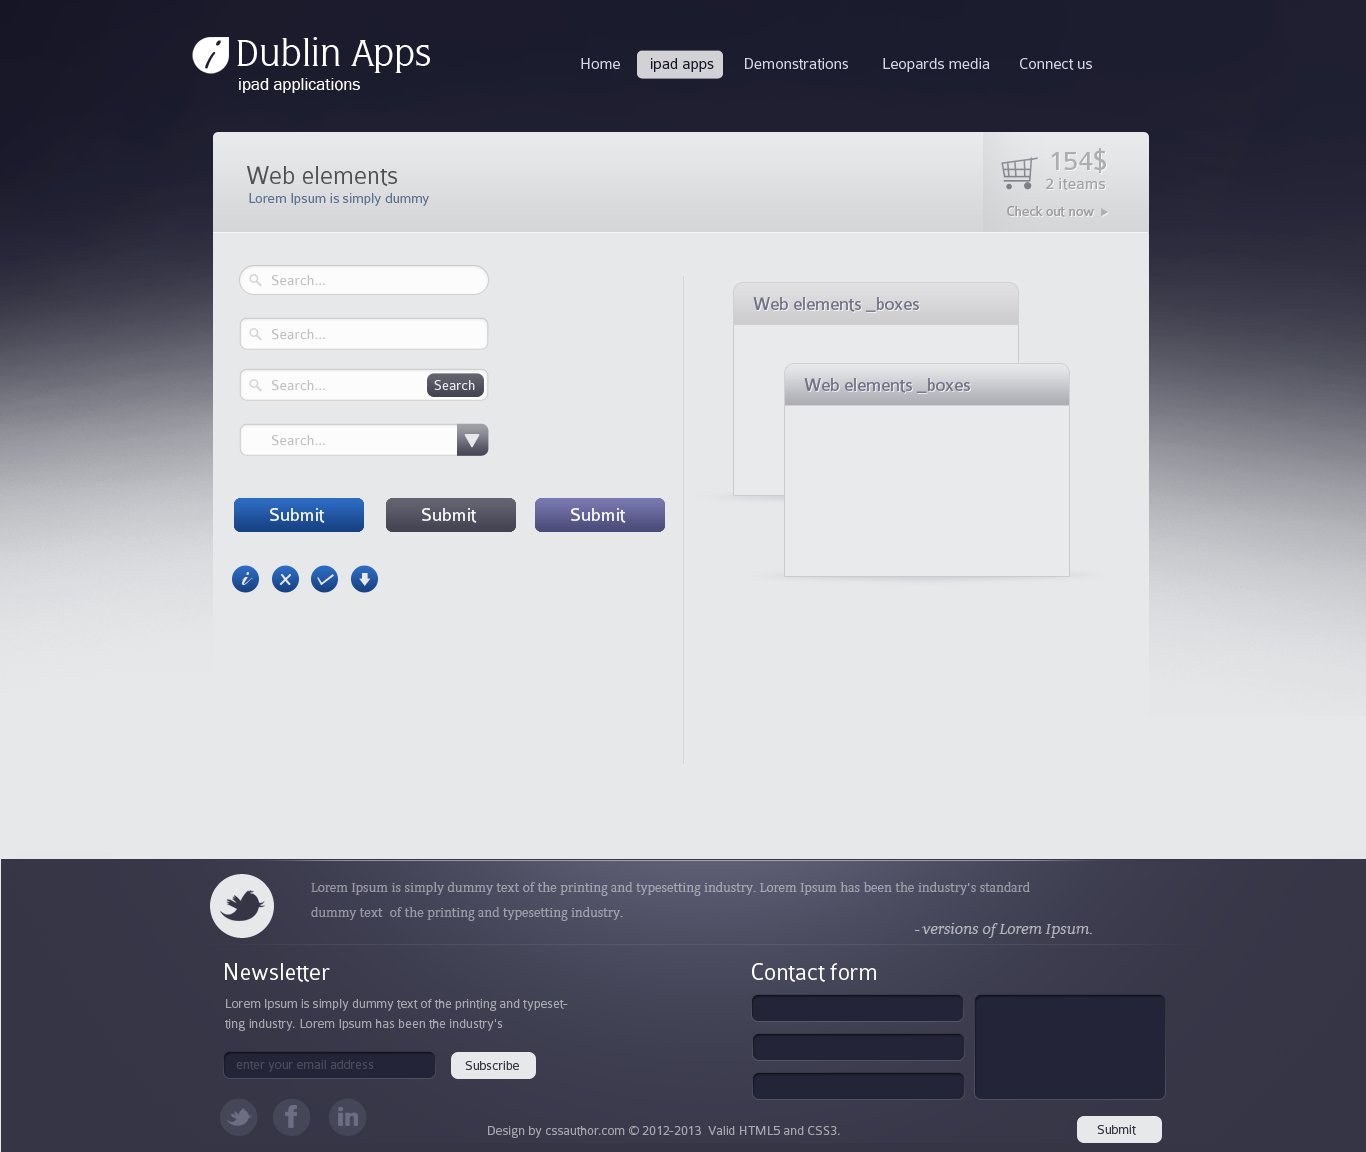 Dublin Apps
ipad applications
Home ipad apps Demonstrations Leopards media Connect us
Web elements
Lorem Ipsum is simply dummy
154$
2 iteams
Check out now
Search...
Search...
Search... Search
Search...
Submit Submit Submit
Web elements _boxes
Web elements _boxes
Lorem Ipsum is simply dummy text of the printing and typesetting industry. Lorem Ipsum has been the industry's standard
dummy text of the printing and typesetting industry.
- versions of Lorem Ipsum.
Newsletter
Lorem Ipsum is simply dummy text of the printing and typeset-
ting industry. Lorem Ipsum has been the industry's
enter your email address Subscribe
Contact form
Submit
Design by cssauthor.com © 2012-2013 Valid HTML5 and CSS3.